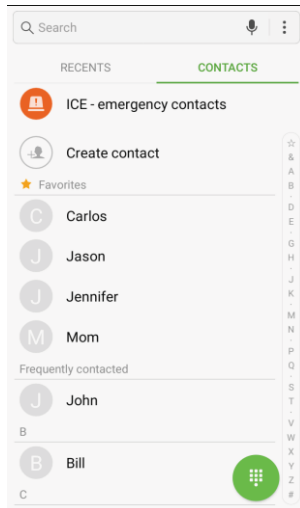 Search
RECENTS CONTACTS
ICE - emergency contacts
Create contact
Favorites
C Carlos
J Jason
J Jennifer
M Mom
Frequently contacted
J John
B
B Bill
C
☆
&
A
B
D
E
G
H
J
K
M
N
P
Q
S
T
V
W
X
Y
Z
#